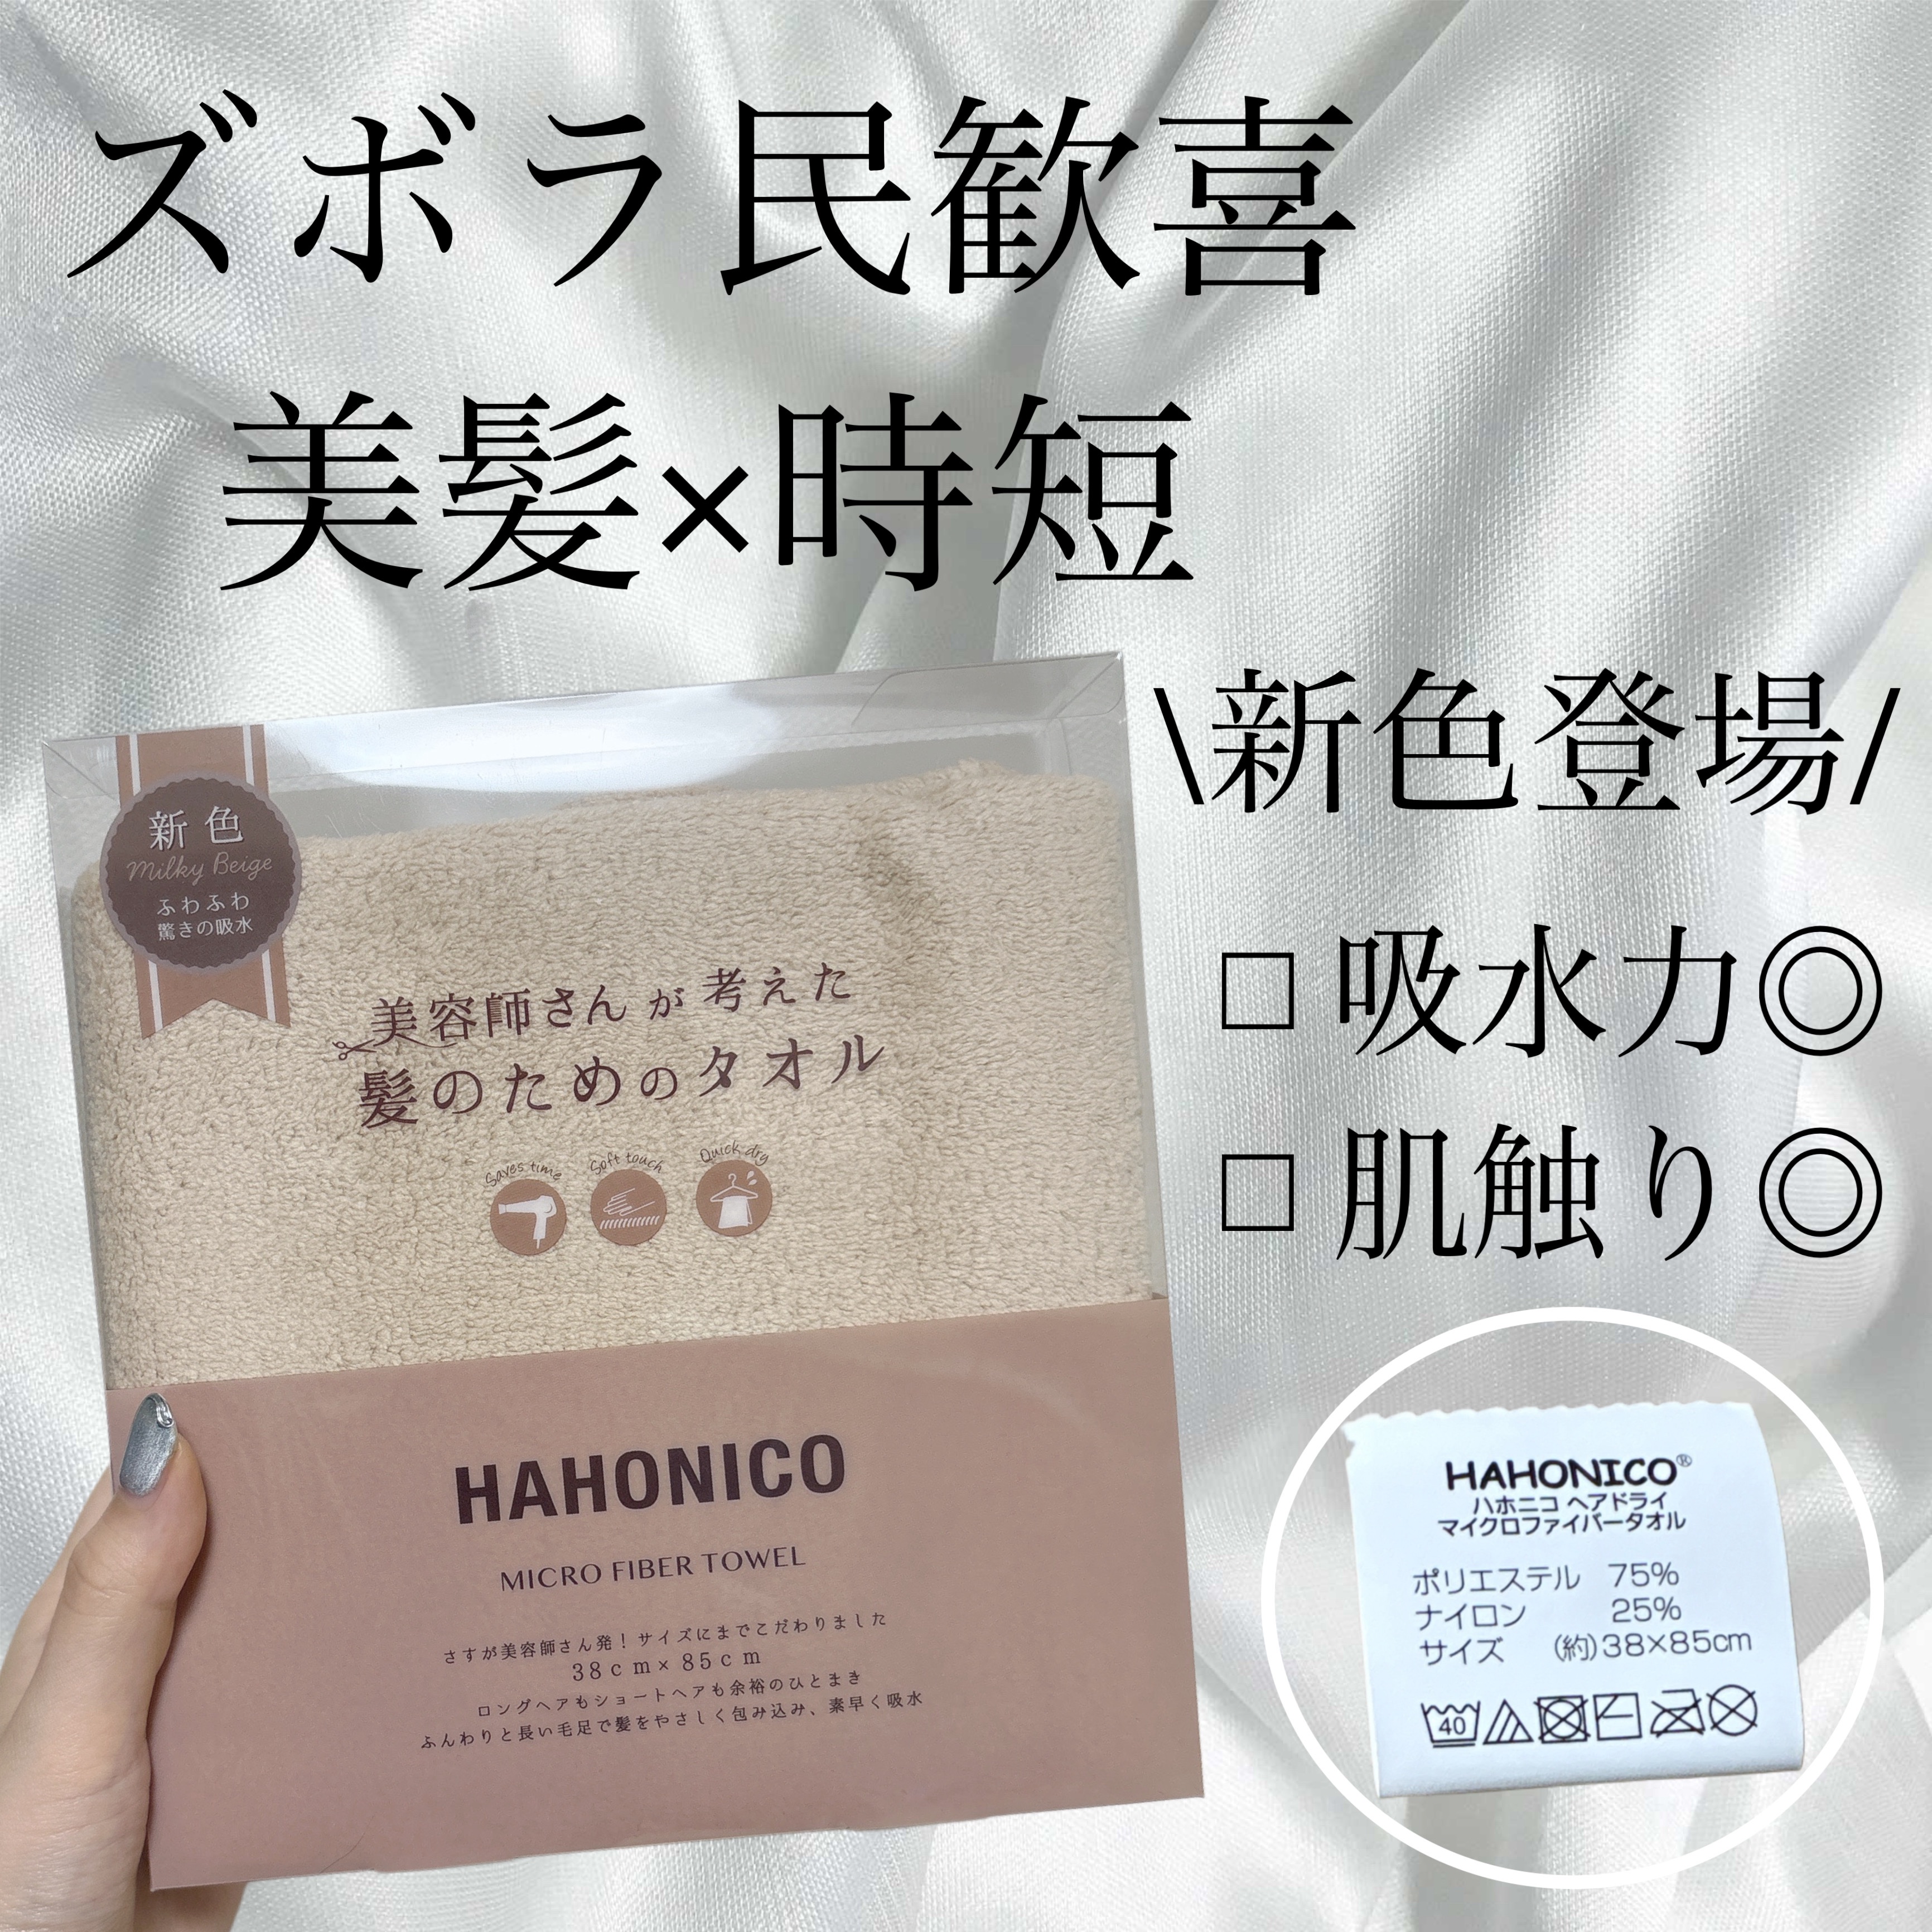 ズボラ民歓喜
美髪×時短
\新色登場/
□ 吸水力◎
□ 肌触り◎
新色
Milky Beige
ふわふわ
驚きの吸水
美容師さんが考えた
髪のためのタオル
Saves time
Soft touch
Quick dry
HAHONICO
MICRO FIBER TOWEL
さすが美容師さん発！サイズにまでこだわりました
38cm×85cm
ロングヘアもショートヘアも余裕のひとまき
ふんわりと長い毛足で髪をやさしく包み込み、素早く吸水
HAHONICO®
ハホニコ ヘアドライ
マイクロファイバータオル
ポリエステル 75%
ナイロン 25%
サイズ (約)38×85cm
40